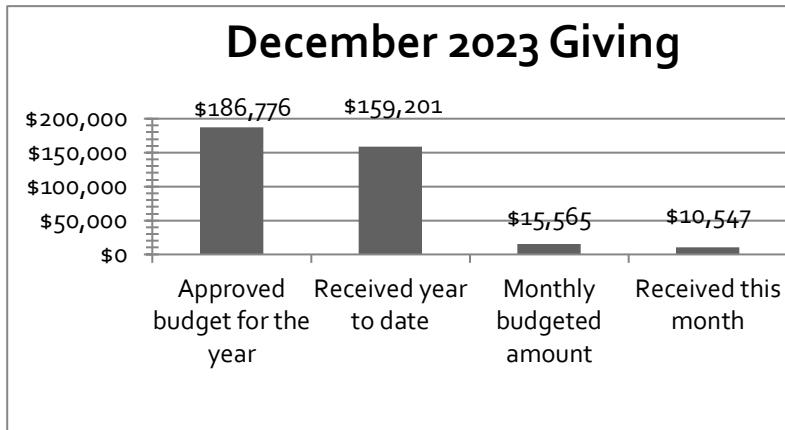 December 2023 Giving
$200,000
$150,000
$100,000
$50,000
$0
$186,776
$159,201
$15,565
$10,547
Approved budget for the year
Received year to date
Monthly budgeted amount
Received this month